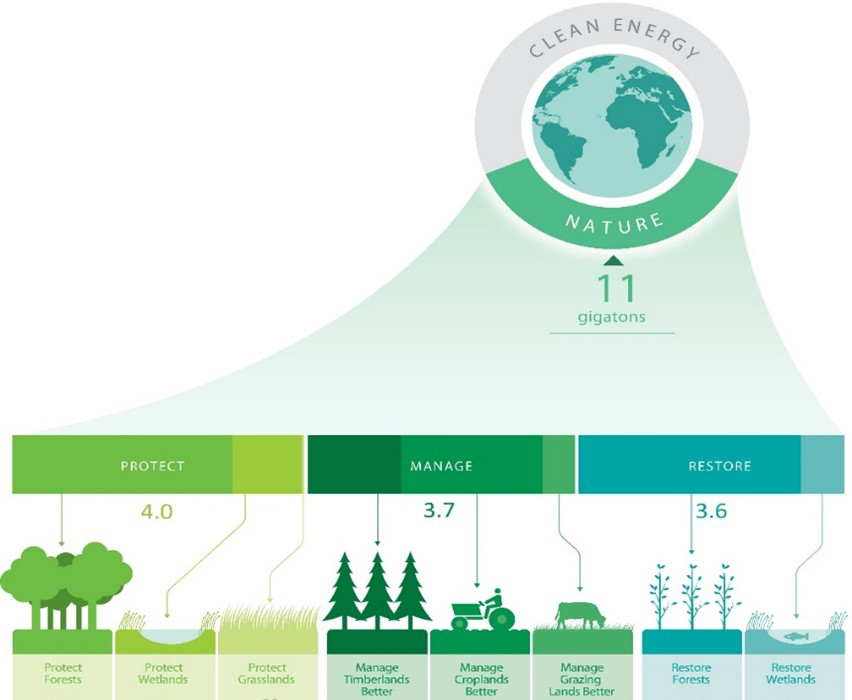 CLEAN ENERGY
NATURE
11
gigatons
PROTECT
MANAGE
RESTORE
4.0
3.7
3.6
Protect
Forests
Protect
Wetlands
Protect
Grasslands
Manage
Timberlands
Better
Manage
Croplands
Better
Manage
Grazing
Lands Better
Restore
Forests
Restore
Wetlands